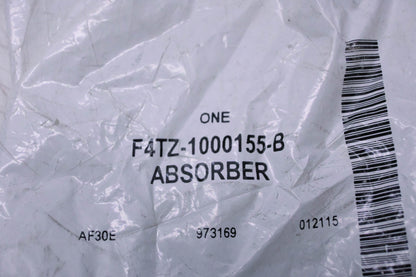 ONE
F4TZ-1000155-B
ABSORBER
AF30E 973169 012115